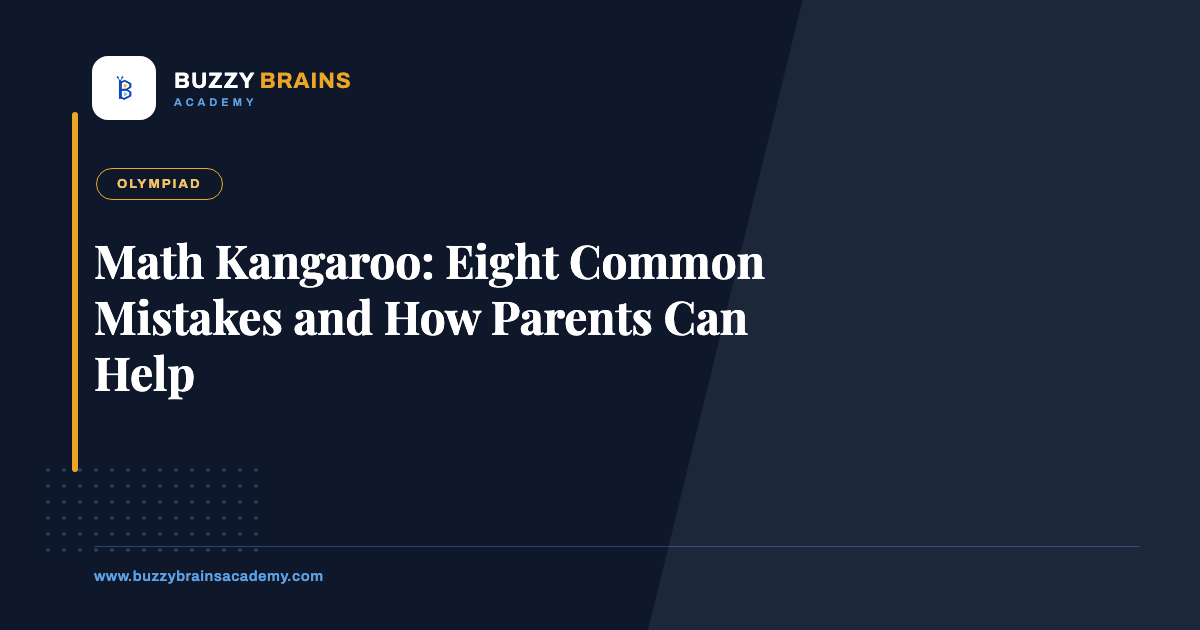 BUZZY BRAINS
ACADEMY
OLYMPIAD
Math Kangaroo: Eight Common
Mistakes and How Parents Can
Help
www.buzzybrainsacademy.com